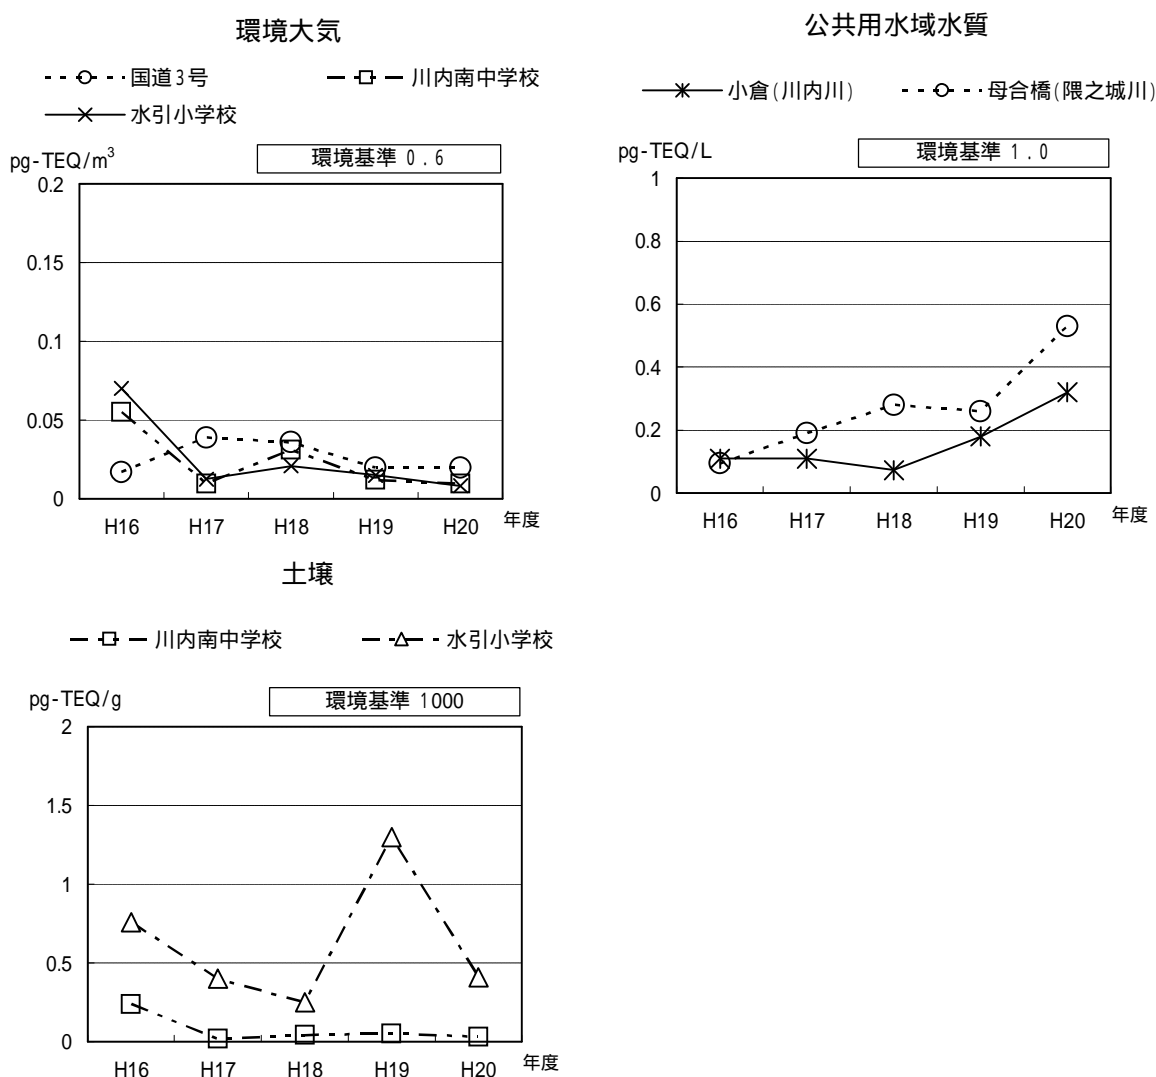 環境大気
国道3号
川内南中学校
水引小学校
pg-TEQ/m³
環境基準 0.6
0.2
0.15
0.1
0.05
0
H16 H17 H18 H19 H20 年度
公共用水域水質
小倉(川内川)
母合橋(隈之城川)
pg-TEQ/L
環境基準 1.0
1
0.8
0.6
0.4
0.2
0
H16 H17 H18 H19 H20 年度
土壌
川内南中学校
水引小学校
pg-TEQ/g
環境基準 1000
2
1.5
1
0.5
0
H16 H17 H18 H19 H20 年度